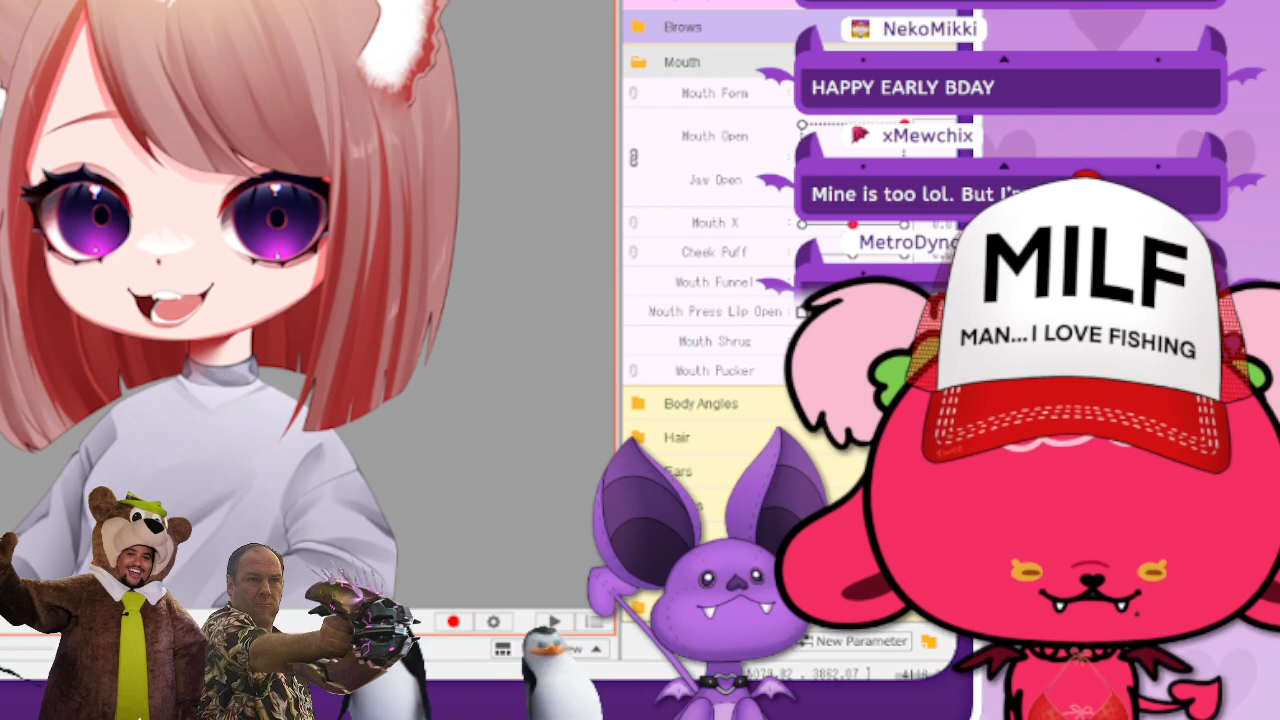 Brows
Mouth
Mouth Form
Mouth Open
Jaw Open
Mouth X
Cheek Puff
Mouth Funnel
Mouth Press Lip Open
Mouth Shrug
Mouth Pucker
Body Angles
Hair
Ears
New Parameter
NekoMikki
HAPPY EARLY BDAY
xMewchix
Mine is too lol. But I'
MetroDyn
MILF
MAN... I LOVE FISHING